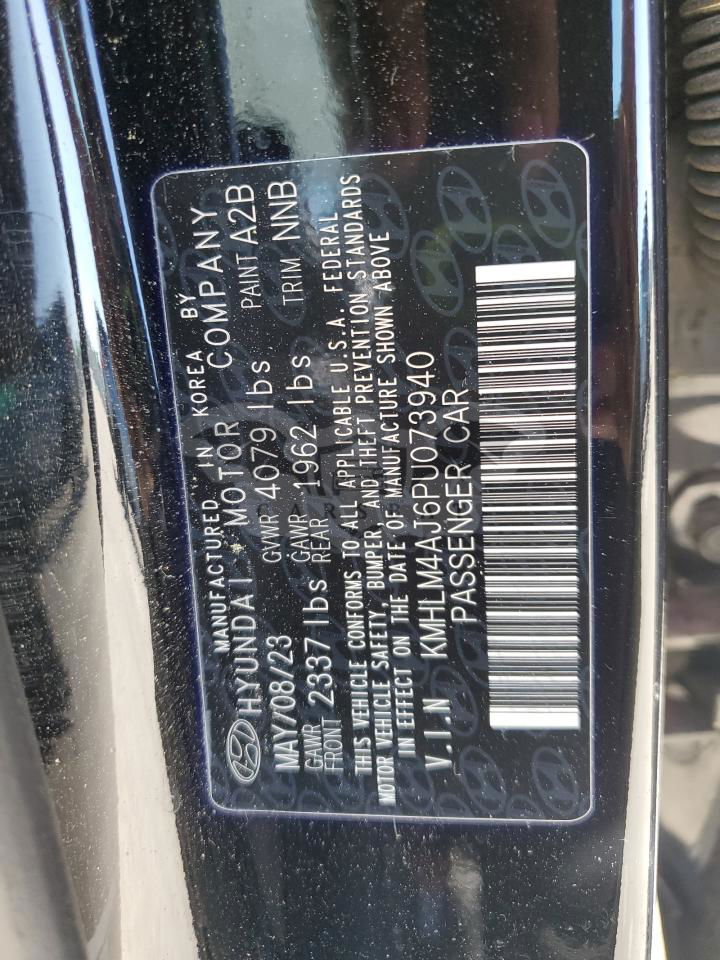 MANUFACTURED IN KOREA BY
HYUNDAI MOTOR COMPANY
MAY/08/23 GVWR 4079 lbs PAINT A2B
GAWR FRONT 2337 lbs GAWR REAR 1962 lbs TRIM NNB
THIS VEHICLE CONFORMS TO ALL APPLICABLE U.S.A. FEDERAL
MOTOR VEHICLE SAFETY, BUMPER, AND THEFT PREVENTION STANDARDS
IN EFFECT ON THE DATE OF MANUFACTURE SHOWN ABOVE
V.I.N KMHLM4AJ6PU073940
PASSENGER CAR